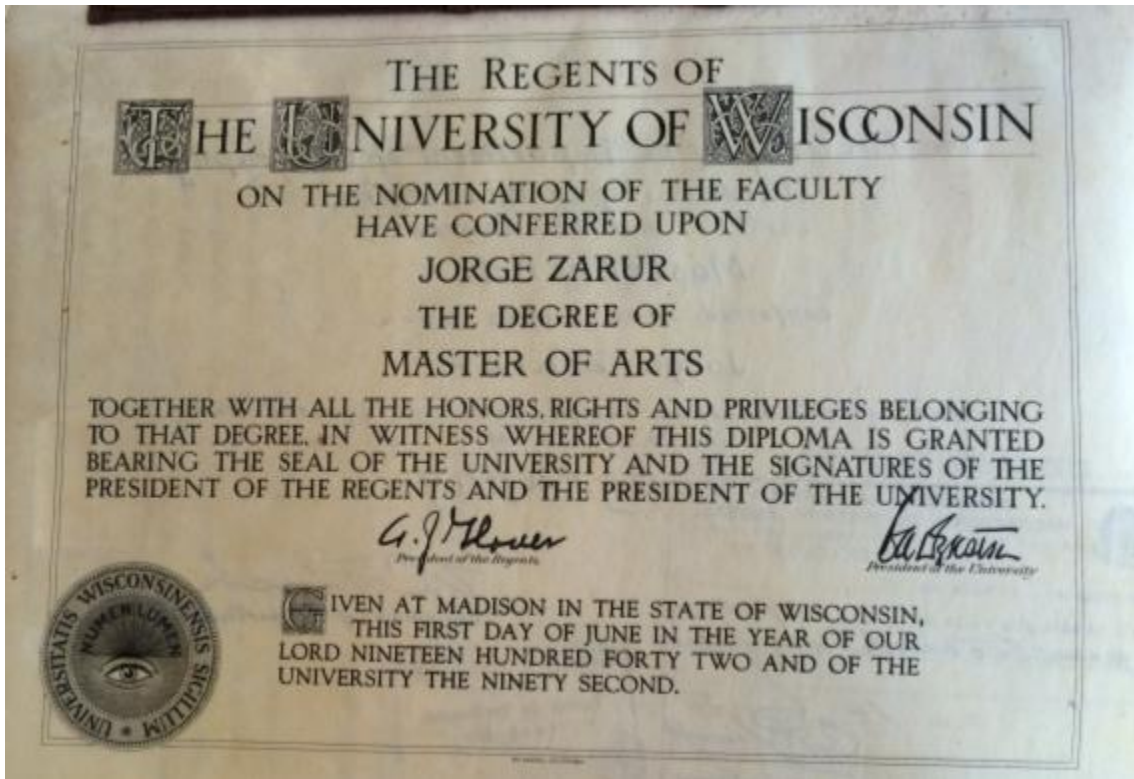 THE REGENTS OF
THE UNIVERSITY OF WISCONSIN
ON THE NOMINATION OF THE FACULTY
HAVE CONFERRED UPON
JORGE ZARUR
THE DEGREE OF
MASTER OF ARTS
TOGETHER WITH ALL THE HONORS, RIGHTS AND PRIVILEGES BELONGING
TO THAT DEGREE. IN WITNESS WHEREOF THIS DIPLOMA IS GRANTED
BEARING THE SEAL OF THE UNIVERSITY AND THE SIGNATURES OF THE
PRESIDENT OF THE REGENTS AND THE PRESIDENT OF THE UNIVERSITY.
A. J. Glover
President of the Regents
President of the University
UNIVERSITATIS WISCONSINENSIS SIGILLUM
NUMEN LUMEN
GIVEN AT MADISON IN THE STATE OF WISCONSIN,
THIS FIRST DAY OF JUNE IN THE YEAR OF OUR
LORD NINETEEN HUNDRED FORTY TWO AND OF THE
UNIVERSITY THE NINETY SECOND.